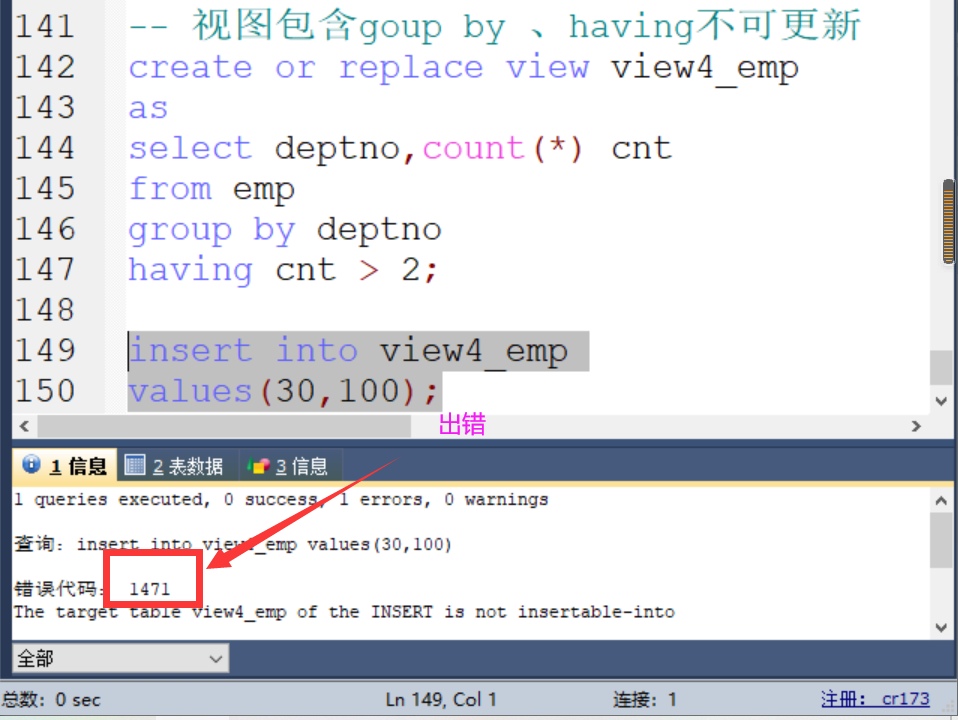 141 -- 视图包含goup by 、having不可更新
142 create or replace view view4_emp
143 as
144 select deptno,count(*) cnt
145 from emp
146 group by deptno
147 having cnt > 2;
148
149 insert into view4_emp
150 values(30,100);
出错
1 信息 2 表数据 3 信息
1 queries executed, 0 success, 1 errors, 0 warnings
查询: insert into view4_emp values(30,100)
错误代码: 1471
The target table view4_emp of the INSERT is not insertable-into
全部
总数: 0 sec Ln 149, Col 1 连接: 1 注册: cr173